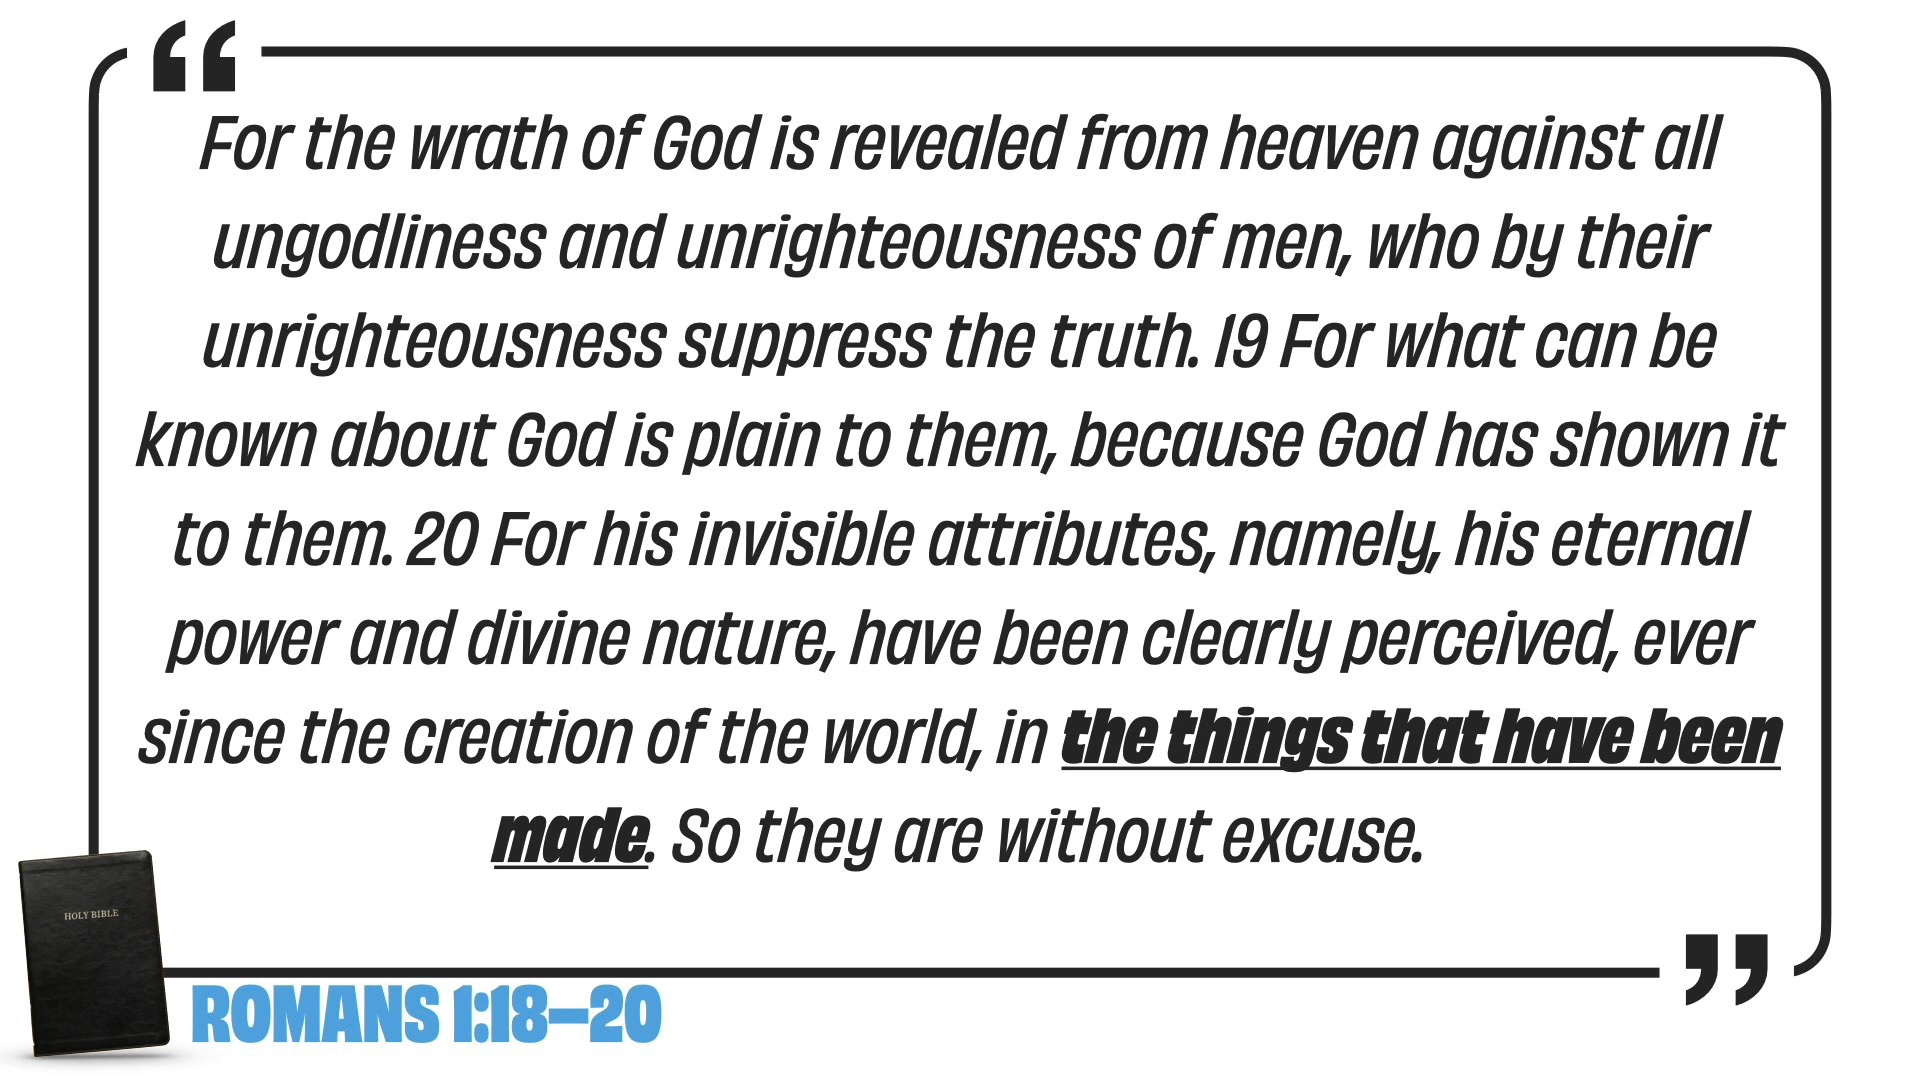 “
For the wrath of God is revealed from heaven against all
ungodliness and unrighteousness of men, who by their
unrighteousness suppress the truth. 19 For what can be
known about God is plain to them, because God has shown it
to them. 20 For his invisible attributes, namely, his eternal
power and divine nature, have been clearly perceived, ever
since the creation of the world, in the things that have been
made. So they are without excuse.
”
HOLY BIBLE
ROMANS 1:18–20